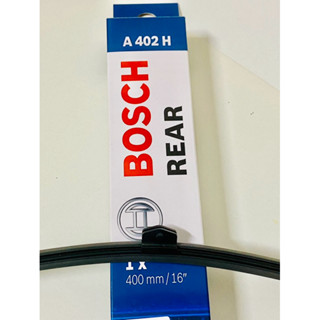 A 402 H
BOSCH
REAR
1 x
400 mm / 16"